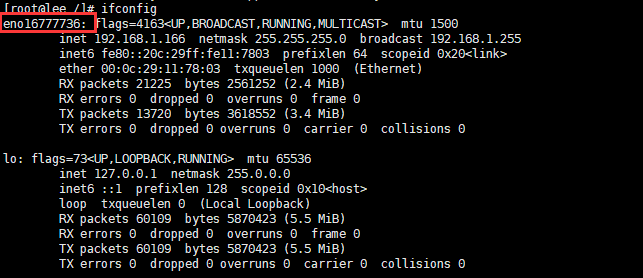 [root@lee /]# ifconfig
eno16777736: flags=4163<UP,BROADCAST,RUNNING,MULTICAST>  mtu 1500
        inet 192.168.1.166  netmask 255.255.255.0  broadcast 192.168.1.255
        inet6 fe80::20c:29ff:fe11:7803  prefixlen 64  scopeid 0x20<link>
        ether 00:0c:29:11:78:03  txqueuelen 1000  (Ethernet)
        RX packets 21225  bytes 2561252 (2.4 MiB)
        RX errors 0  dropped 0  overruns 0  frame 0
        TX packets 13720  bytes 3618552 (3.4 MiB)
        TX errors 0  dropped 0 overruns 0  carrier 0  collisions 0
lo: flags=73<UP,LOOPBACK,RUNNING>  mtu 65536
        inet 127.0.0.1  netmask 255.0.0.0
        inet6 ::1  prefixlen 128  scopeid 0x10<host>
        loop  txqueuelen 0  (Local Loopback)
        RX packets 60109  bytes 5870423 (5.5 MiB)
        RX errors 0  dropped 0  overruns 0  frame 0
        TX packets 60109  bytes 5870423 (5.5 MiB)
        TX errors 0  dropped 0 overruns 0  carrier 0  collisions 0